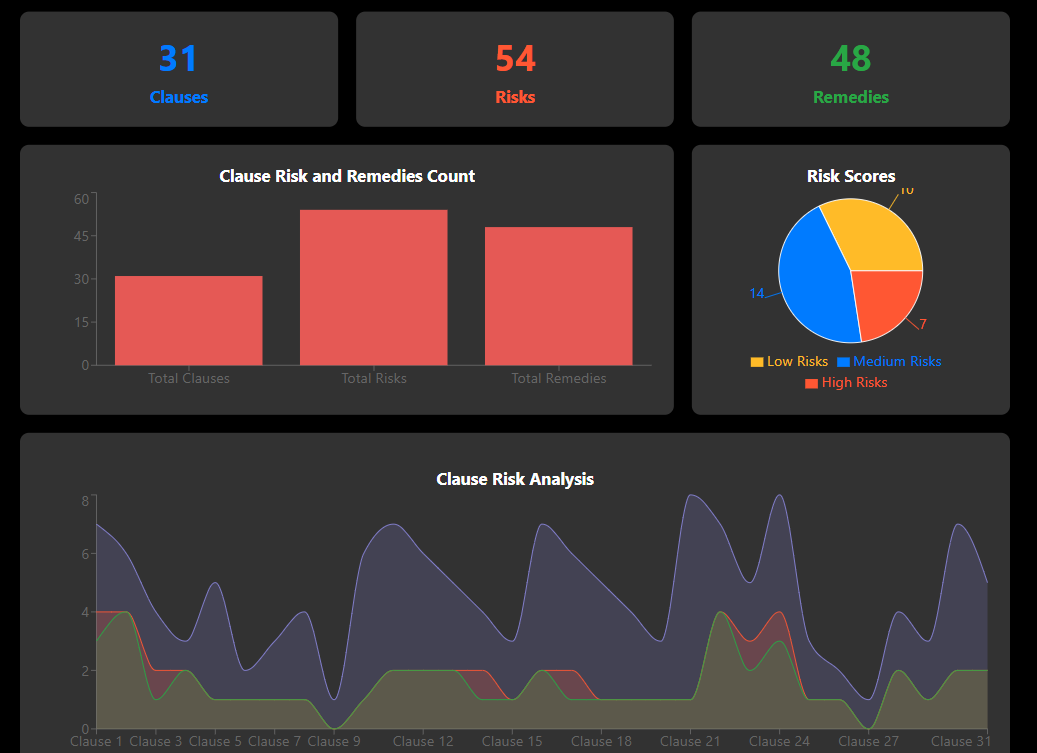 31
54
48
Clauses
Risks
Remedies
Clause Risk and Remedies Count
60
45
30
15
0
Total Clauses Total Risks Total Remedies
Risk Scores
10
14
7
Low Risks Medium Risks
High Risks
Clause Risk Analysis
8
6
4
2
0
Clause 1 Clause 3 Clause 5 Clause 7 Clause 9 Clause 12 Clause 15 Clause 18 Clause 21 Clause 24 Clause 27 Clause 31